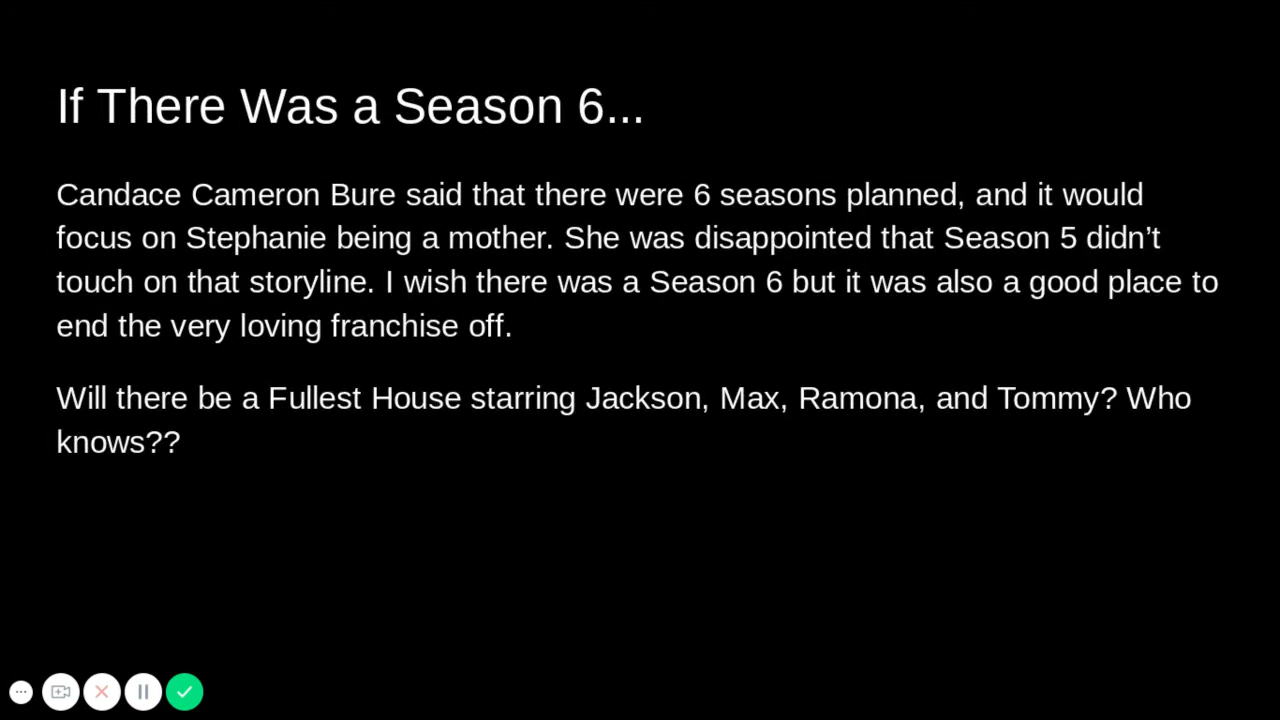 If There Was a Season 6...
Candace Cameron Bure said that there were 6 seasons planned, and it would
focus on Stephanie being a mother. She was disappointed that Season 5 didn’t
touch on that storyline. I wish there was a Season 6 but it was also a good place to
end the very loving franchise off.
Will there be a Fullest House starring Jackson, Max, Ramona, and Tommy? Who
knows??